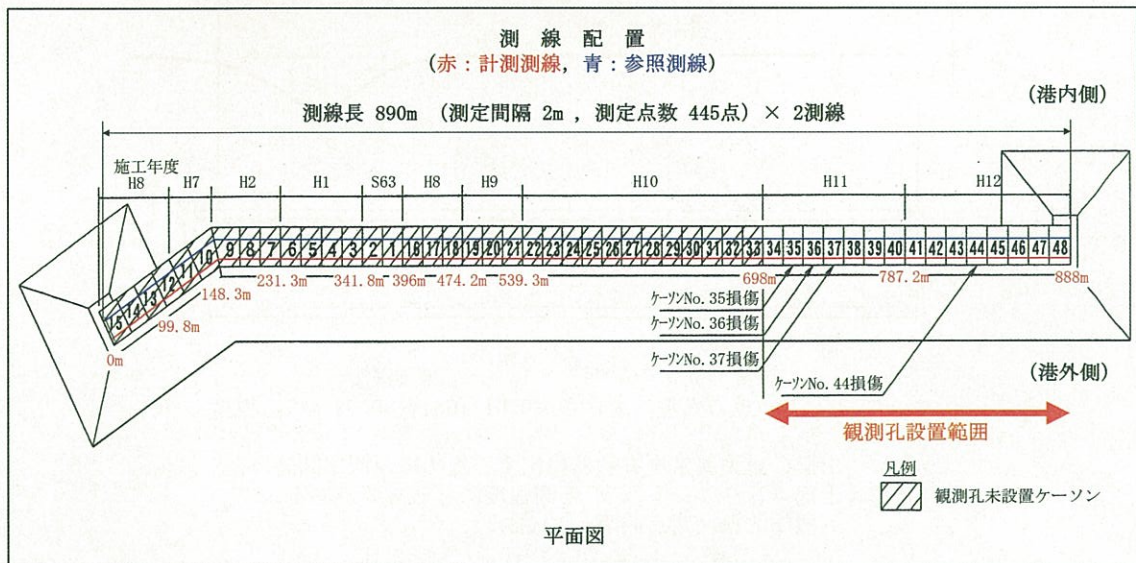 測線配置
(赤：計測測線, 青：参照測線)
測線長 890m (測定間隔 2m , 測定点数 445点) × 2測線
(港内側)
施工年度
H8 H7 H2 H1 S63 H8 H9 H10 H11 H12
15 14 13 12 11 10 9 8 7 6 5 4 3 2 1 16 17 18 19 20 21 22 23 24 25 26 27 28 29 30 31 32 33 34 35 36 37 38 39 40 41 42 43 44 45 46 47 48
0m 99.8m 148.3m 231.3m 341.8m 396m 474.2m 539.3m 698m 787.2m 888m
ケーソンNo.35損傷
ケーソンNo.36損傷
ケーソンNo.37損傷
ケーソンNo.44損傷
(港外側)
観測孔設置範囲
凡例
観測孔未設置ケーソン
平面図